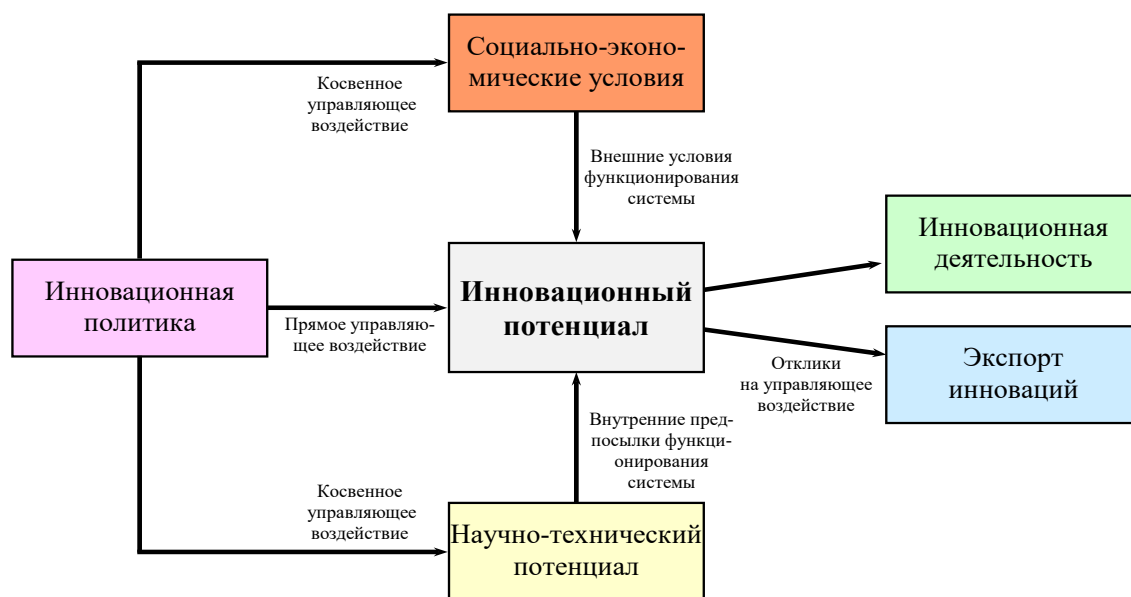 Социально-эконо-
мические условия
Косвенное
управляющее
воздействие
Внешние условия
функционирования
системы
Инновационная
деятельность
Инновационная
политика
Инновационный
потенциал
Прямое управляю-
щее воздействие
Экспорт
инноваций
Отклики
на управляющее
воздействие
Внутренние пред-
посылки функци-
онирования
системы
Косвенное
управляющее
воздействие
Научно-технический
потенциал